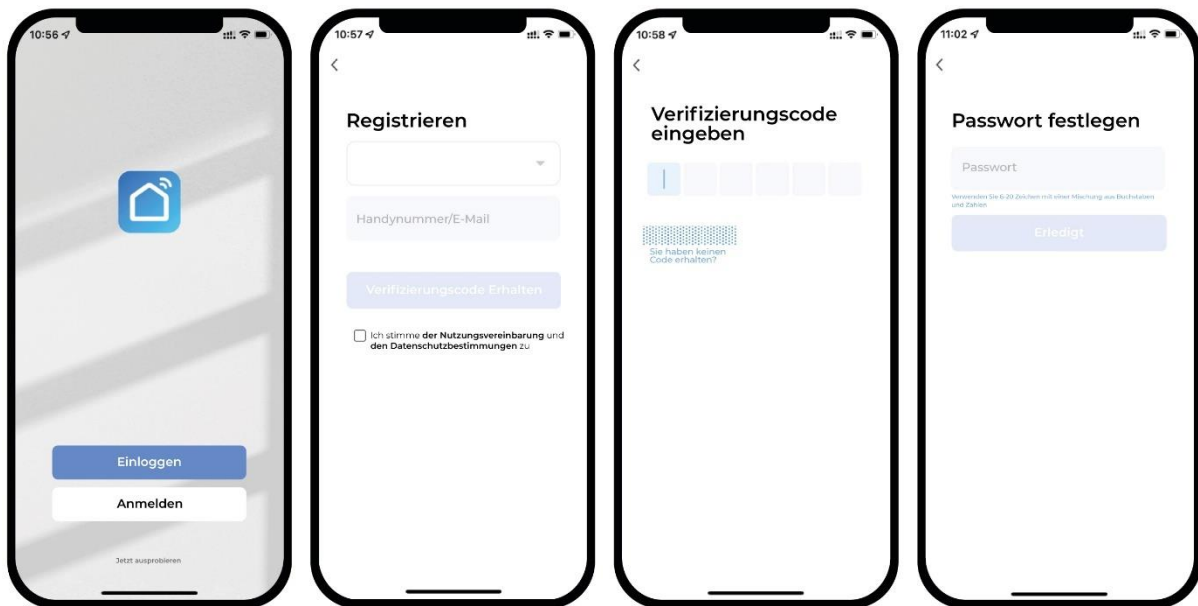 10:56
Einloggen
Anmelden
Jetzt ausprobieren
10:57
Registrieren
Handynummer/E-Mail
Verifizierungscode Erhalten
Ich stimme der Nutzungsvereinbarung und
den Datenschutzbestimmungen zu
10:58
Verifizierungscode
eingeben
Sie haben keinen
Code erhalten?
11:02
Passwort festlegen
Passwort
Verwenden Sie 6-20 Zeichen mit einer Mischung aus Buchstaben
und Zahlen
Erledigt